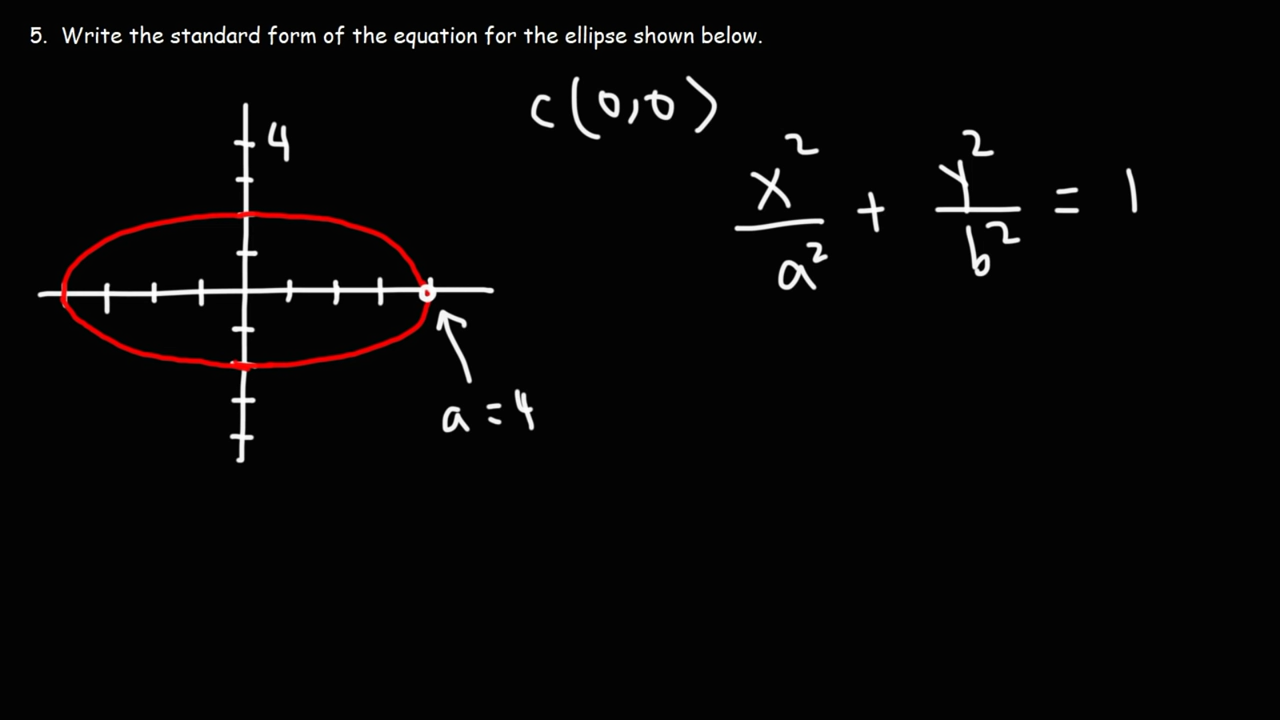 5. Write the standard form of the equation for the ellipse shown below.
c(0,0)
4
x² / a² + y² / b² = 1
a = 4